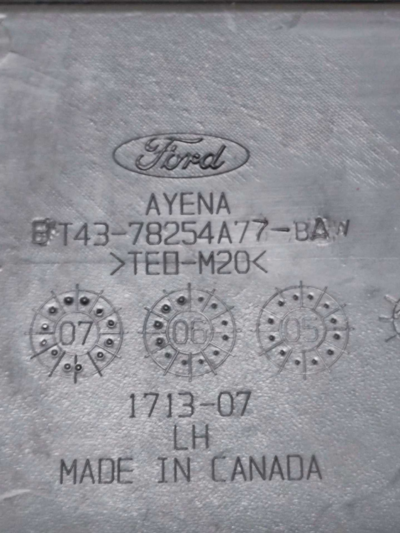 Ford
AYENA
BT43-78254A77-BAW
>TEO-M20<
07 06 05
1713-07
LH
MADE IN CANADA